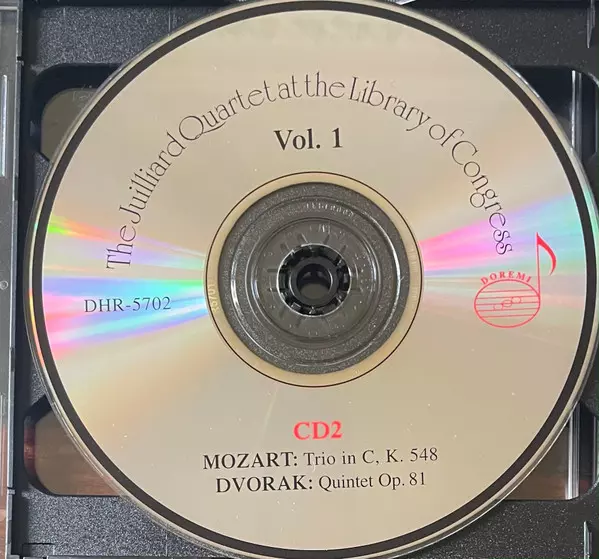 The Juilliard Quartet at the Library of Congress
Vol. 1
DOREMI
DHR-5702
CD2
MOZART: Trio in C, K. 548
DVORAK: Quintet Op. 81